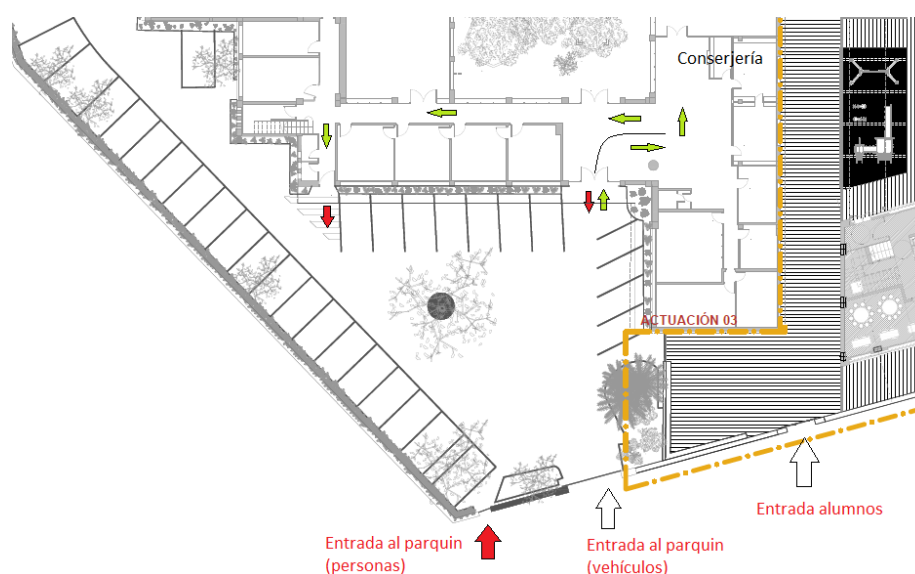 Conserjería
ACTUACIÓN 03
Entrada alumnos
Entrada al parquin
(personas)
Entrada al parquin
(vehículos)